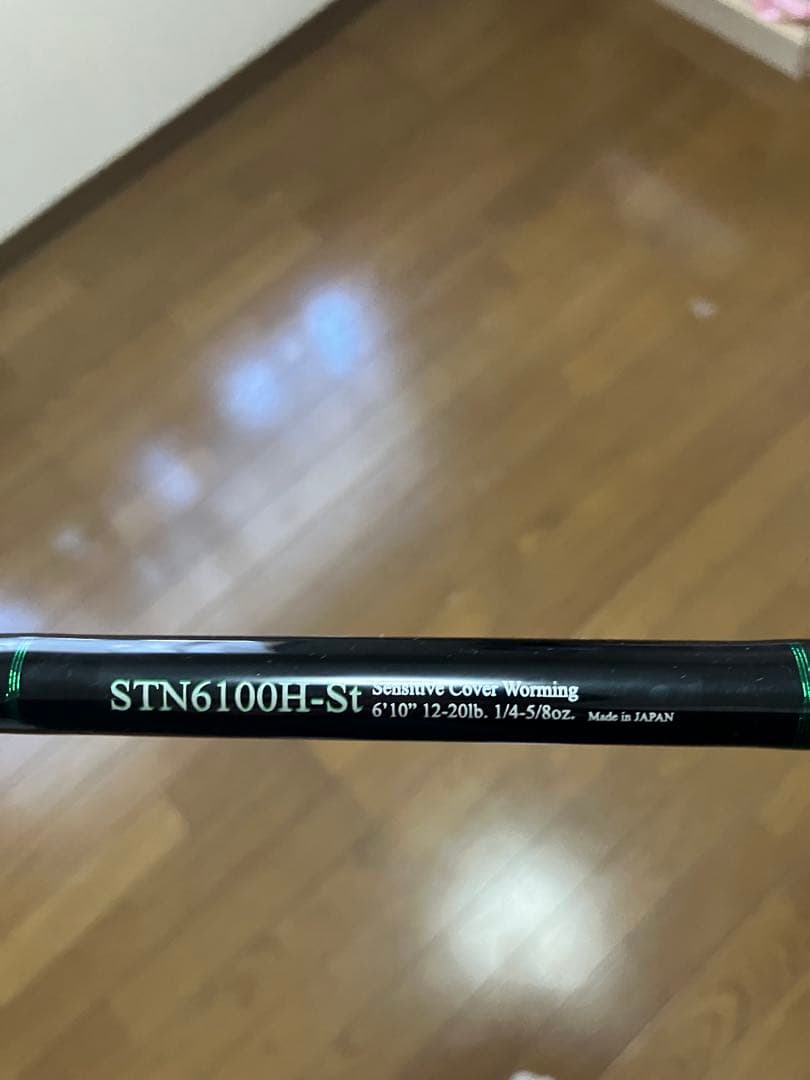 STN6100H-St
Sensitive Cover Worming
6'10” 12-20lb. 1/4-5/8oz. Made in JAPAN